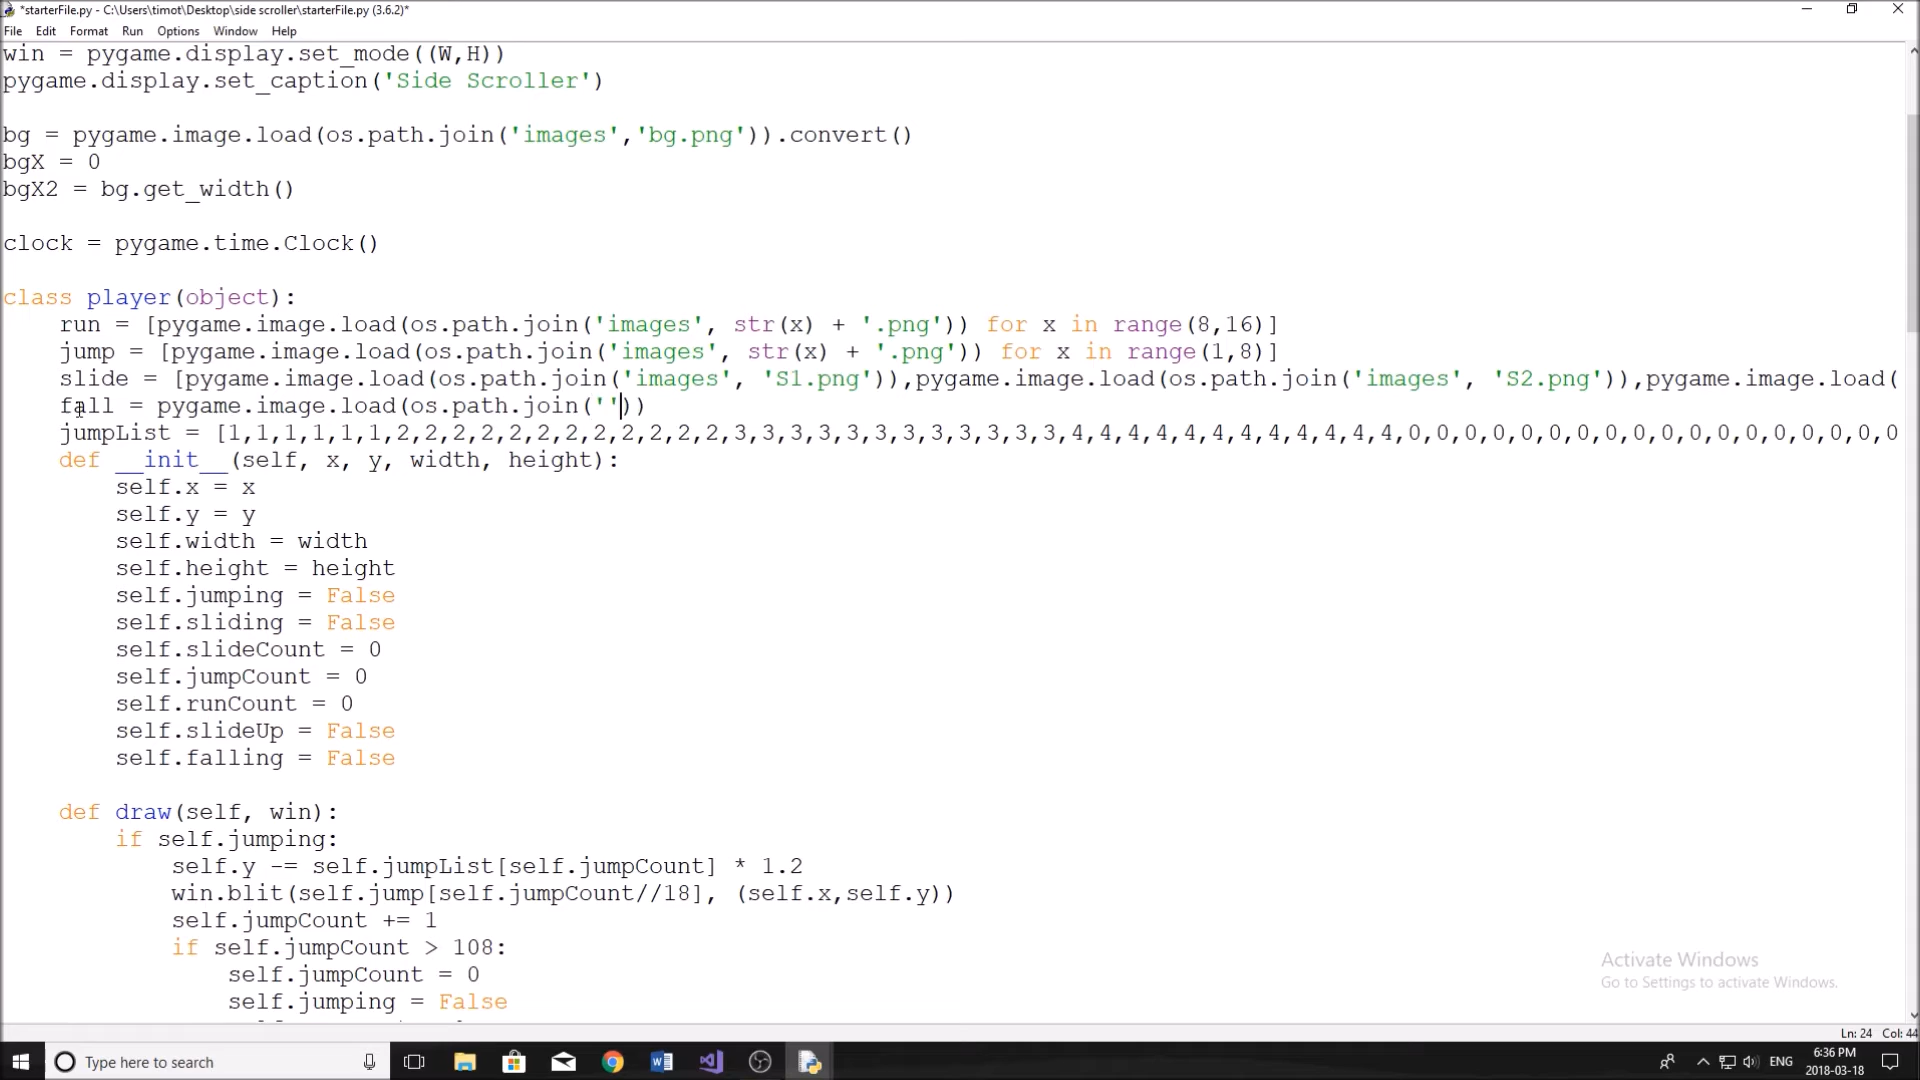 *starterFile.py - C:\Users\timot\Desktop\side scroller\starterFile.py (3.6.2)*
File Edit Format Run Options Window Help
win = pygame.display.set_mode((W,H))
pygame.display.set_caption('Side Scroller')
bg = pygame.image.load(os.path.join('images','bg.png')).convert()
bgX = 0
bgX2 = bg.get_width()
clock = pygame.time.Clock()
class player(object):
    run = [pygame.image.load(os.path.join('images', str(x) + '.png')) for x in range(8,16)]
    jump = [pygame.image.load(os.path.join('images', str(x) + '.png')) for x in range(1,8)]
    slide = [pygame.image.load(os.path.join('images', 'S1.png')),pygame.image.load(os.path.join('images', 'S2.png')),pygame.image.load(
    fall = pygame.image.load(os.path.join(''))
    jumpList = [1,1,1,1,1,1,2,2,2,2,2,2,2,2,2,2,2,2,3,3,3,3,3,3,3,3,3,3,3,3,4,4,4,4,4,4,4,4,4,4,4,4,0,0,0,0,0,0,0,0,0,0,0,0,0,0,0,0,0,0
    def __init__(self, x, y, width, height):
        self.x = x
        self.y = y
        self.width = width
        self.height = height
        self.jumping = False
        self.sliding = False
        self.slideCount = 0
        self.jumpCount = 0
        self.runCount = 0
        self.slideUp = False
        self.falling = False
    def draw(self, win):
        if self.jumping:
            self.y -= self.jumpList[self.jumpCount] * 1.2
            win.blit(self.jump[self.jumpCount//18], (self.x,self.y))
            self.jumpCount += 1
            if self.jumpCount > 108:
                self.jumpCount = 0
                self.jumping = False
Activate Windows
Go to Settings to activate Windows.
Ln: 24 Col: 44
Type here to search
ENG
6:36 PM
2018-03-18